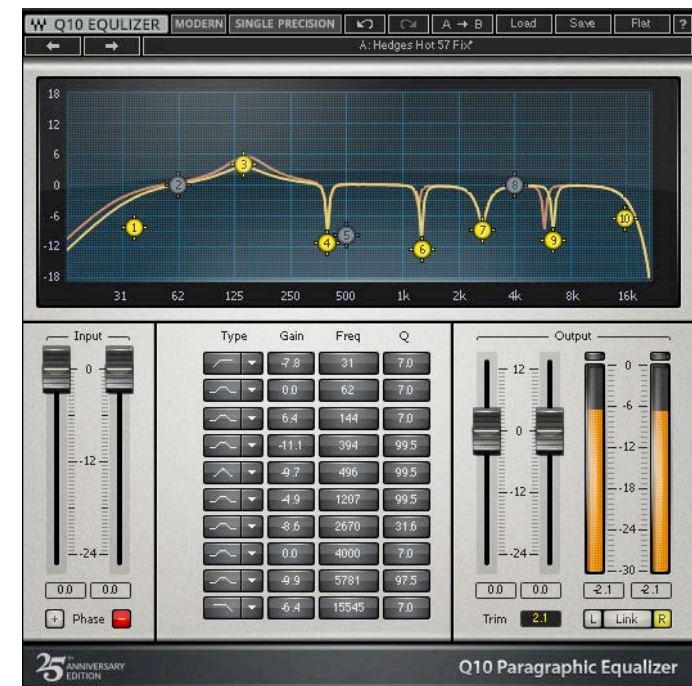 Q10 EQULIZER MODERN SINGLE PRECISION A → B Load Save Flat ?
A: Hedges Hot 57 Fix*
18
12
6
0
-6
-12
-18
1 2 3 4 5 6 7 8 9 10
31 62 125 250 500 1k 2k 4k 8k 16k
Input Type Gain Freq Q Output
0
-12
-24
0.0 0.0
+ Phase -
-7.8 31 7.0
0.0 62 7.0
6.4 144 7.0
-11.1 394 99.5
-9.7 496 99.5
-4.9 1207 99.5
-8.6 2670 31.6
0.0 4000 7.0
-9.9 5781 97.5
-6.4 15545 7.0
12
0
-12
-24
0
-6
-12
-18
-24
-30
0.0 0.0 -2.1 -2.1
Trim 2.1 L Link R
25TH ANNIVERSARY
EDITION
Q10 Paragraphic Equalizer